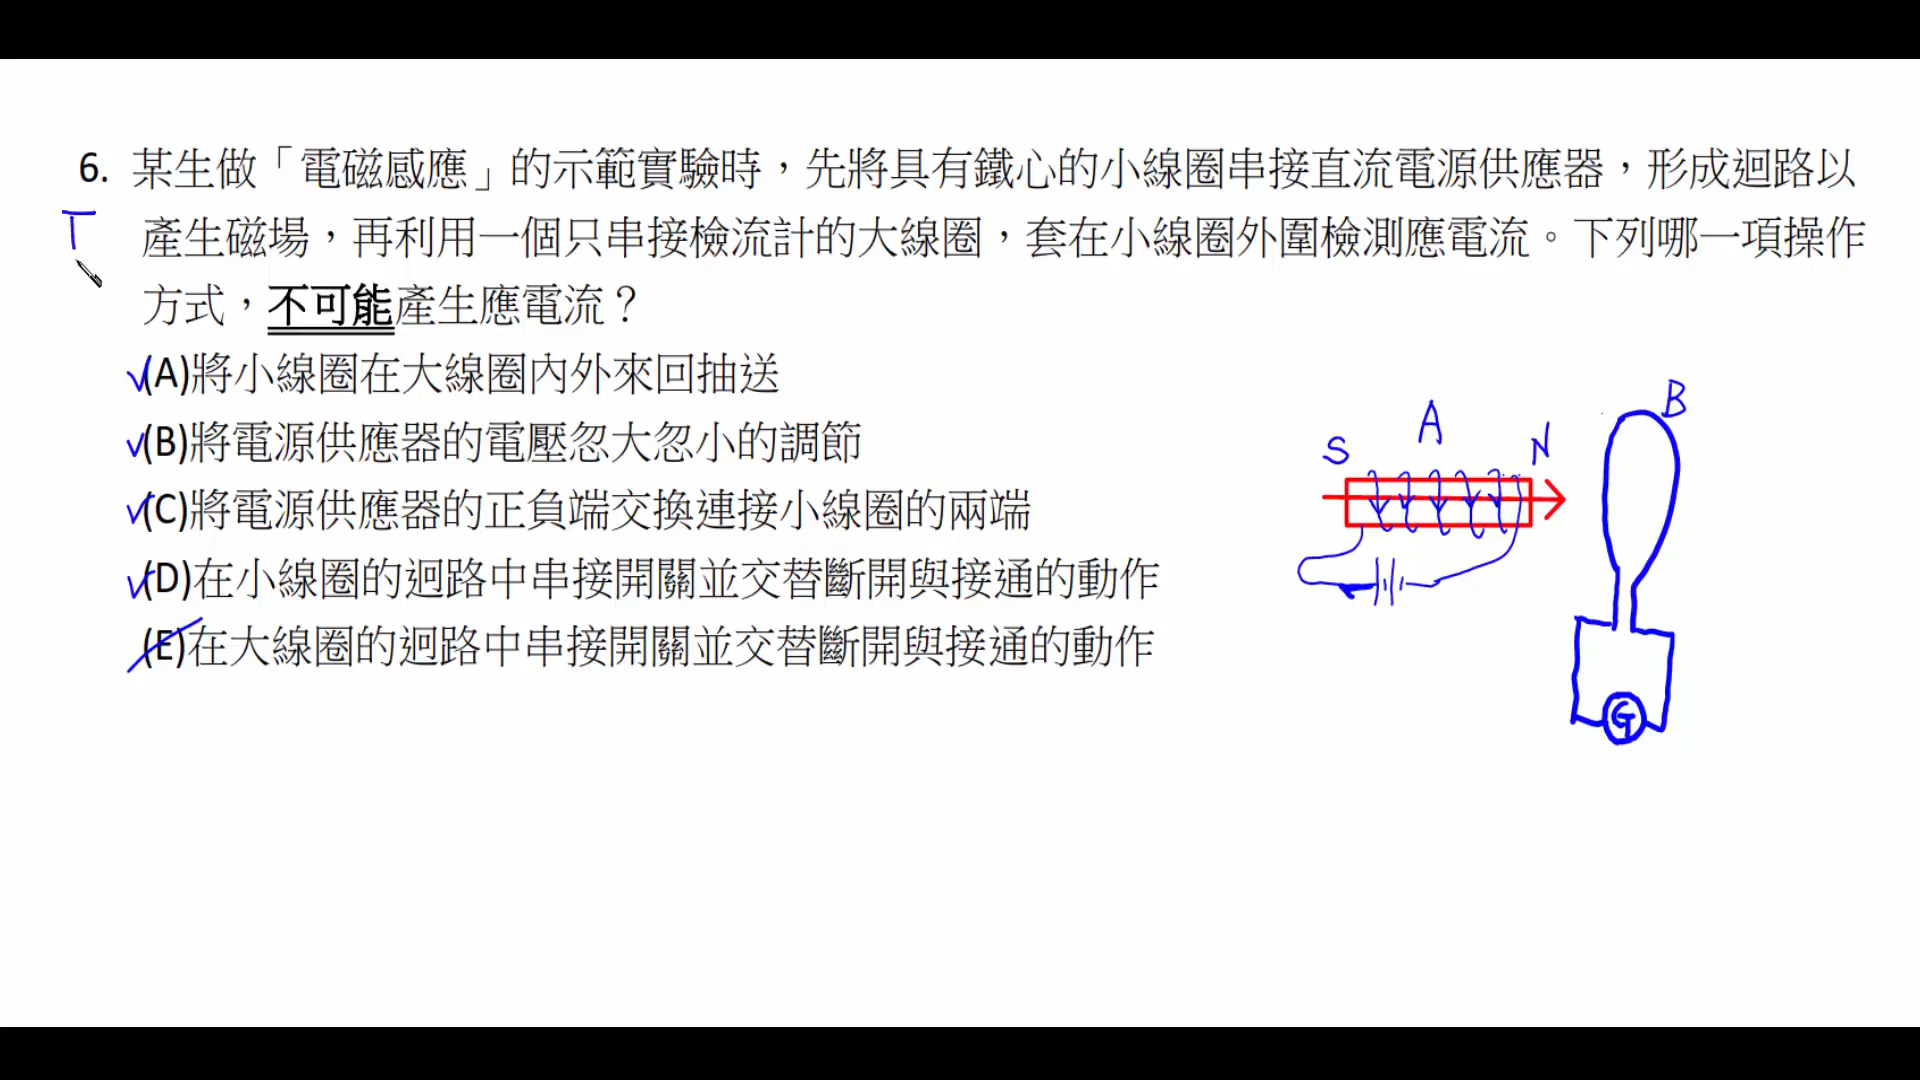 6. 某生做「電磁感應」的示範實驗時，先將具有鐵心的小線圈串接直流電源供應器，形成迴路以
產生磁場，再利用一個只串接檢流計的大線圈，套在小線圈外圍檢測應電流。下列哪一項操作
方式，不可能產生應電流？
(A)將小線圈在大線圈內外來回抽送
(B)將電源供應器的電壓忽大忽小的調節
(C)將電源供應器的正負端交換連接小線圈的兩端
(D)在小線圈的迴路中串接開關並交替斷開與接通的動作
(E)在大線圈的迴路中串接開關並交替斷開與接通的動作
S A N B
G